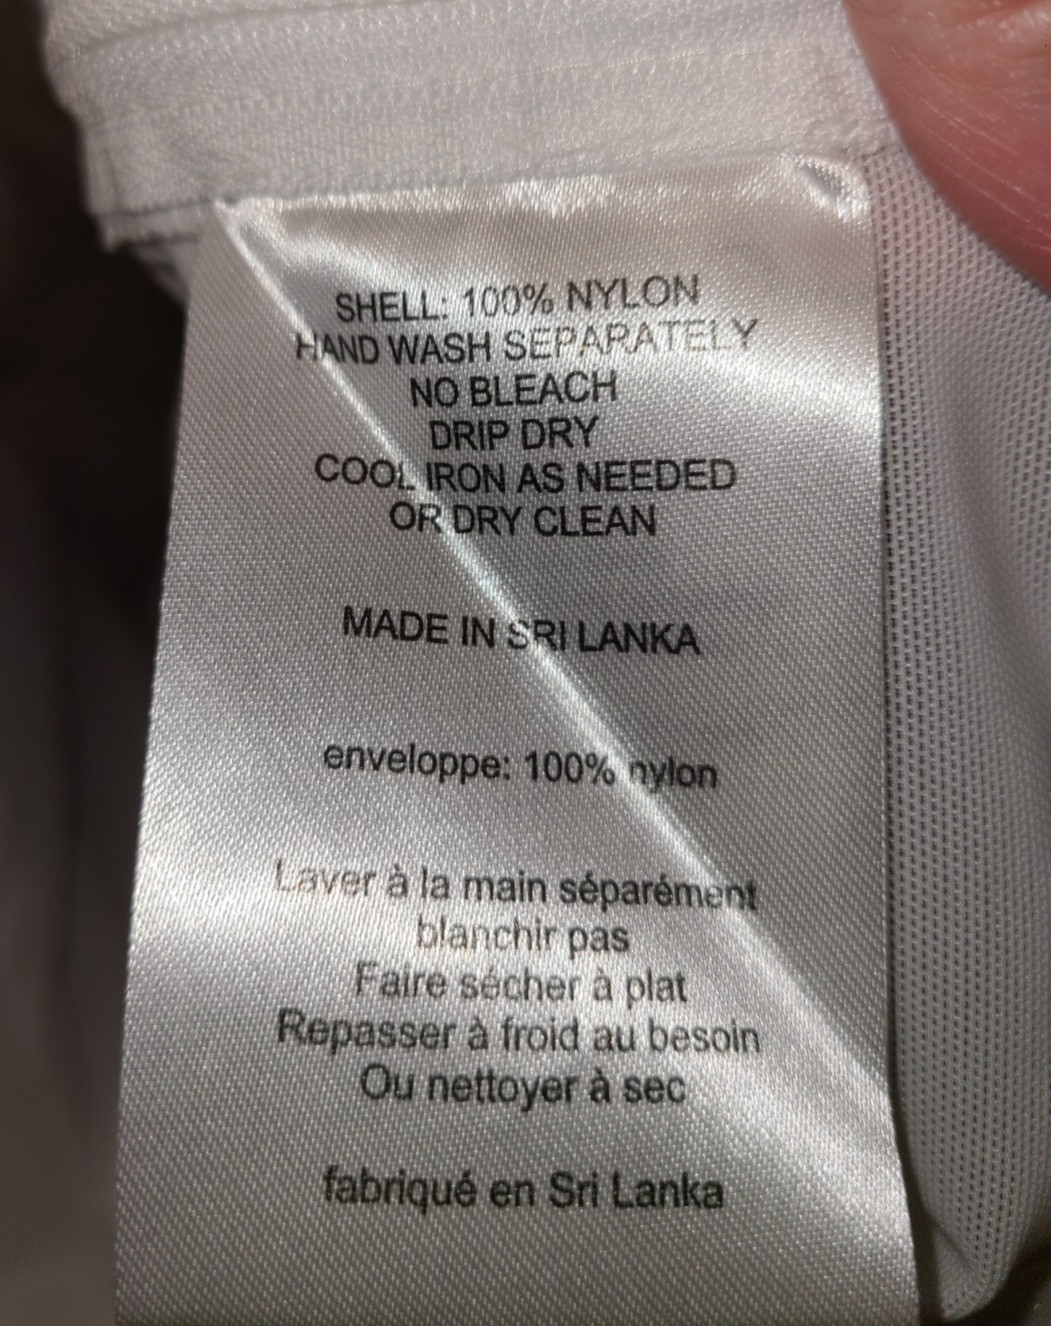 SHELL: 100% NYLON
HAND WASH SEPARATELY
NO BLEACH
DRIP DRY
COOL IRON AS NEEDED
OR DRY CLEAN
MADE IN SRI LANKA
enveloppe: 100% nylon
Laver à la main séparément
blanchir pas
Faire sécher à plat
Repasser à froid au besoin
Ou nettoyer à sec
fabriqué en Sri Lanka